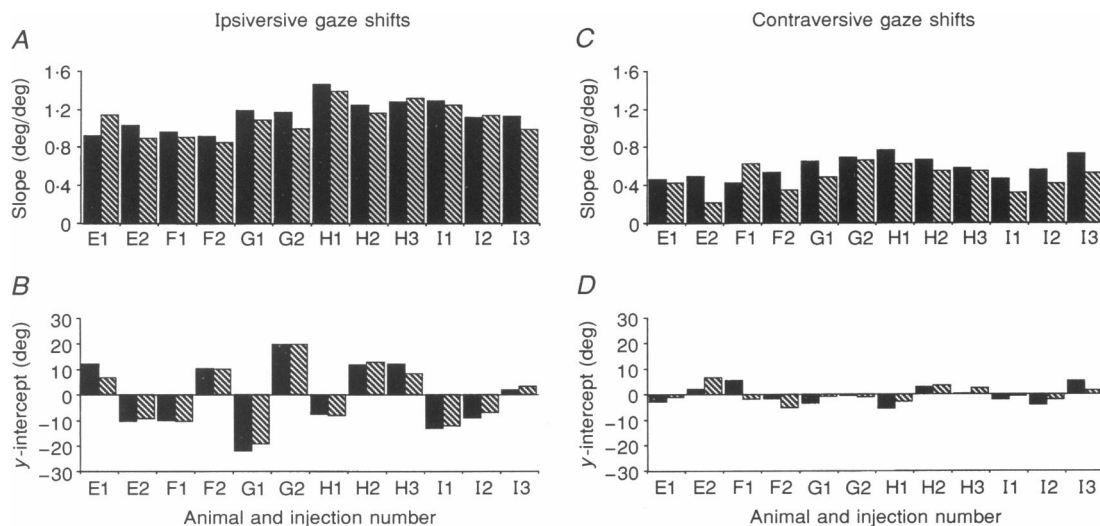 Ipsiversive gaze shifts
Contraversive gaze shifts
A
Slope (deg/deg)
1·6
1·2
0·8
0·4
0
E1 E2 F1 F2 G1 G2 H1 H2 H3 I1 I2 I3
C
Slope (deg/deg)
1·6
1·2
0·8
0·4
0
E1 E2 F1 F2 G1 G2 H1 H2 H3 I1 I2 I3
B
y-intercept (deg)
30
20
10
0
−10
−20
−30
E1 E2 F1 F2 G1 G2 H1 H2 H3 I1 I2 I3
Animal and injection number
D
y-intercept (deg)
30
20
10
0
−10
−20
−30
E1 E2 F1 F2 G1 G2 H1 H2 H3 I1 I2 I3
Animal and injection number